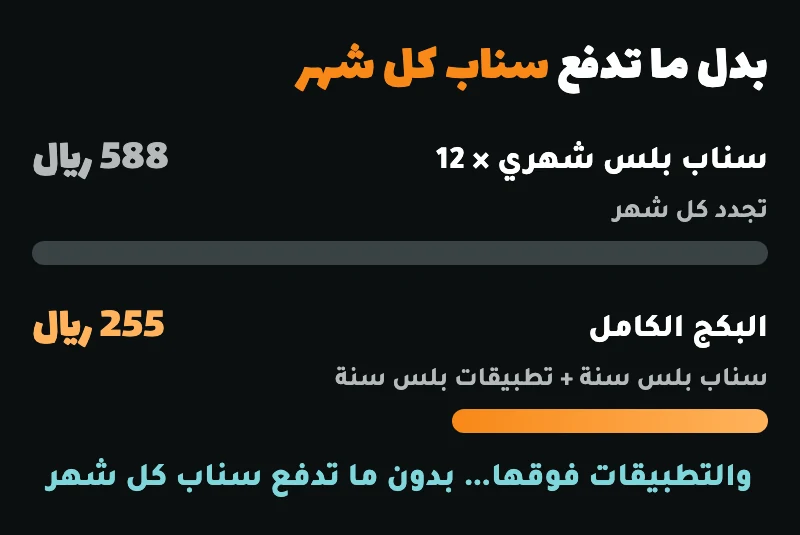 بدل ما تدفع سناب كل شهر
سناب بلس شهري × 12
588 ريال
تجدد كل شهر
البكج الكامل
255 ريال
سناب بلس سنة + تطبيقات بلس سنة
والتطبيقات فوقها... بدون ما تدفع سناب كل شهر